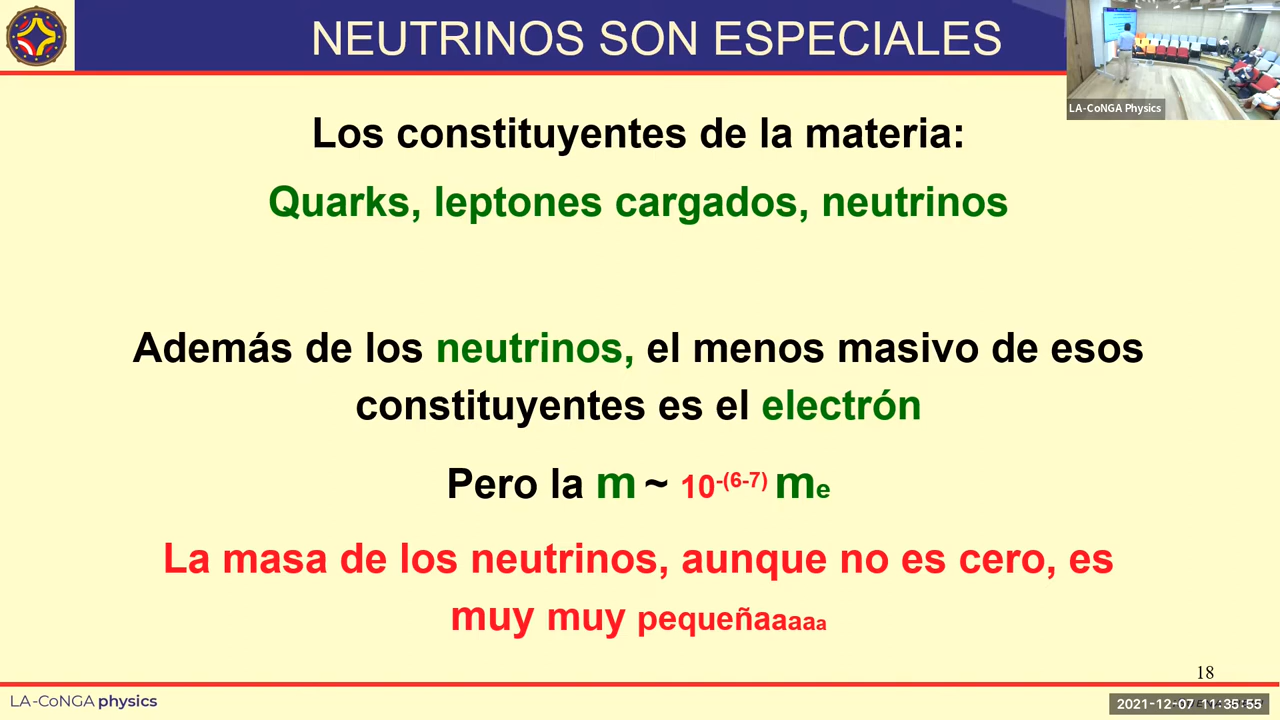 NEUTRINOS SON ESPECIALES
LA-CoNGA Physics
Los constituyentes de la materia:
Quarks, leptones cargados, neutrinos
Además de los neutrinos, el menos masivo de esos
constituyentes es el electrón
Pero la m ~ 10-(6-7) me
La masa de los neutrinos, aunque no es cero, es
muy muy pequeñaaaaa
18
LA-CoNGA physics
2021-12-07 11:35:55